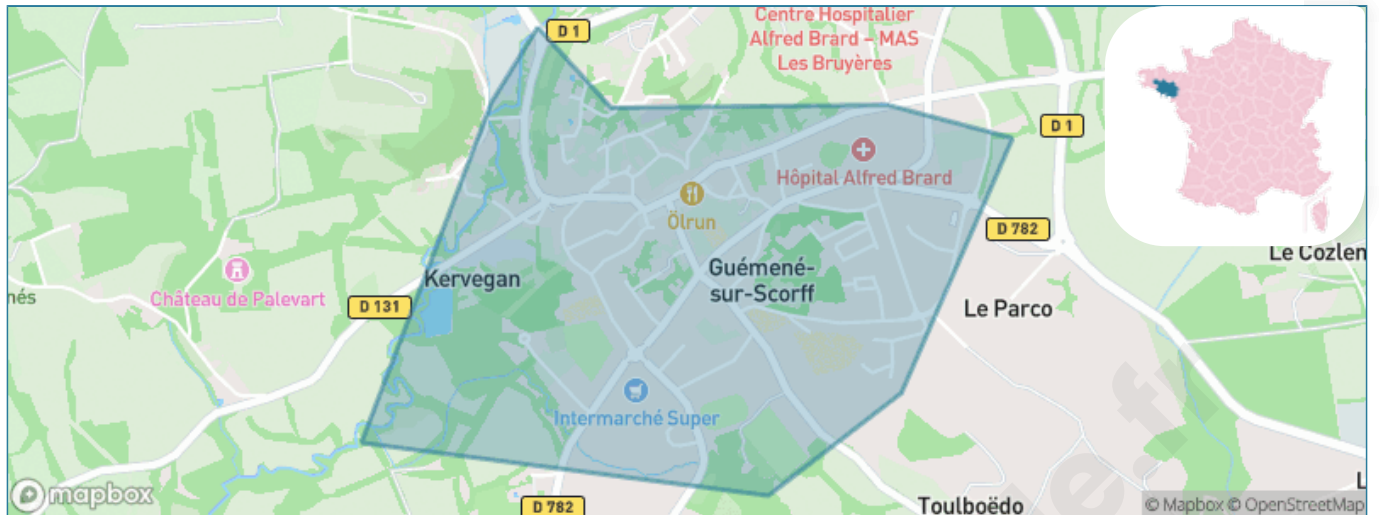 Centre Hospitalier
Alfred Brard – MAS
Les Bruyères
D 1
D 1
Hôpital Alfred Brard
Ölrun
D 782
Le Cozlen
Guémené-
sur-Scorff
Kervegan
nés
Château de Palevart
D 131
Le Parco
Intermarché Super
L
mapbox
D 782
Toulboëdo
© Mapbox © OpenStreetMap